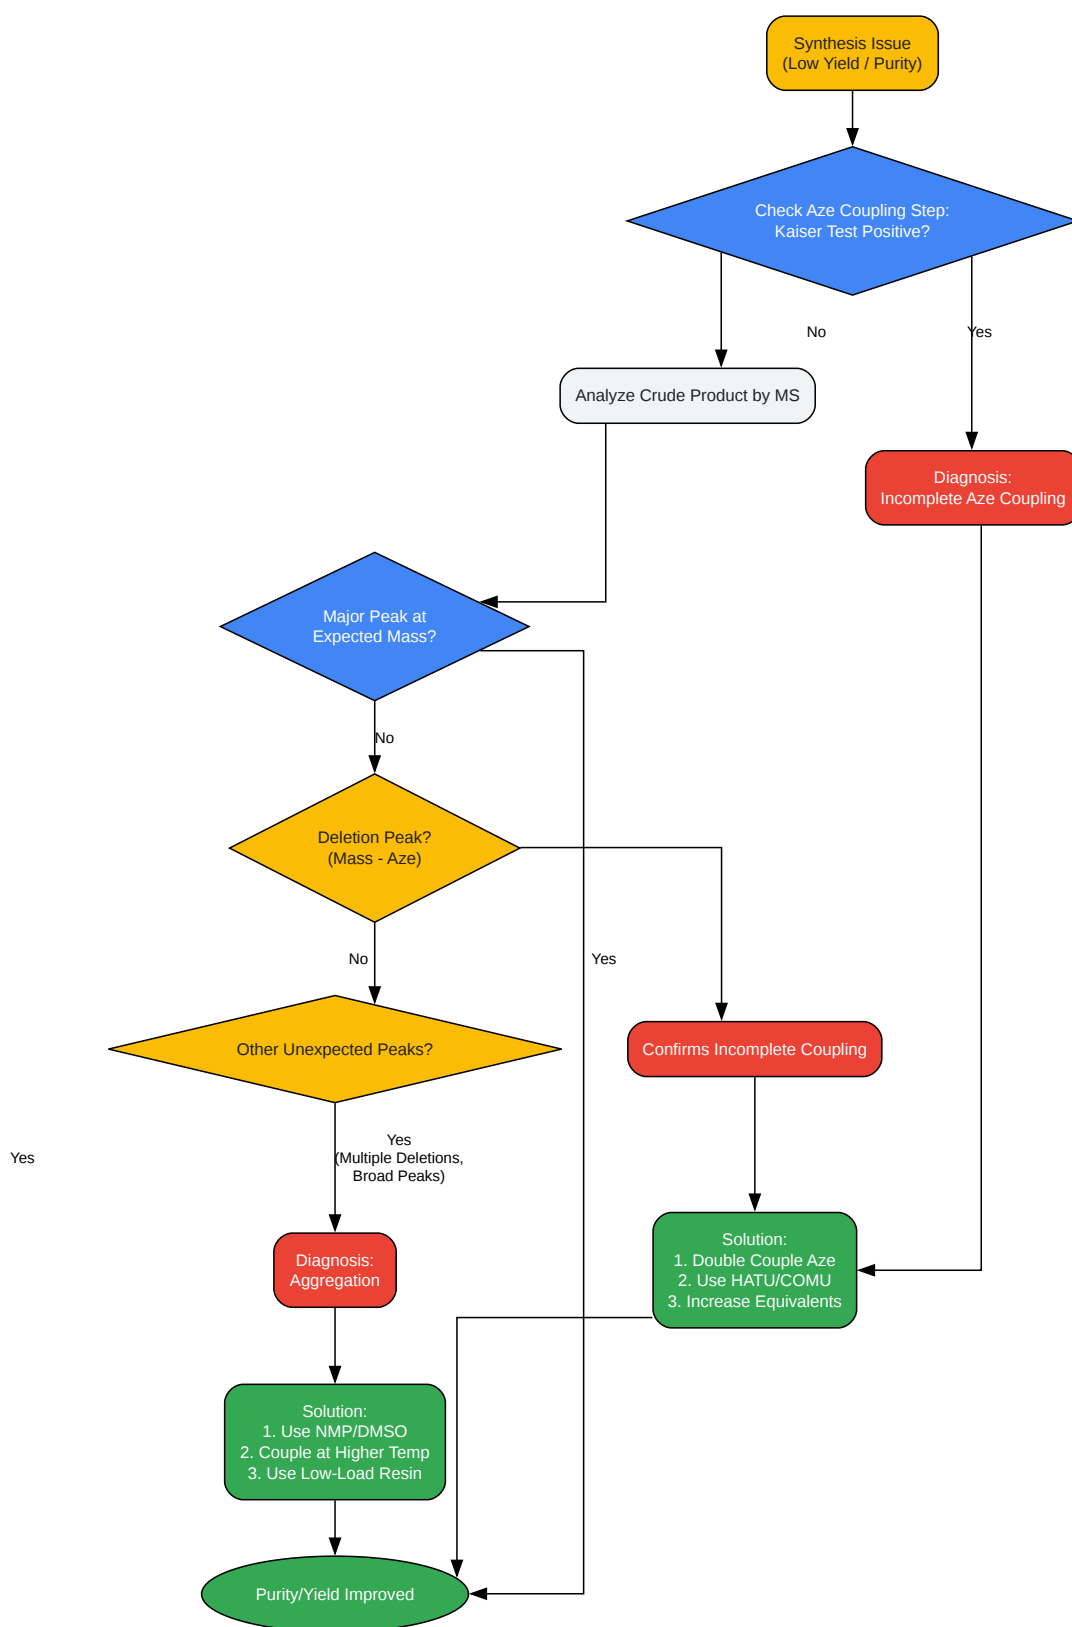 Synthesis Issue
(Low Yield / Purity)
Check Aze Coupling Step:
Kaiser Test Positive?
No
Yes
Analyze Crude Product by MS
Diagnosis:
Incomplete Aze Coupling
Major Peak at
Expected Mass?
No
Deletion Peak?
(Mass - Aze)
No
Yes
Other Unexpected Peaks?
Confirms Incomplete Coupling
Yes
Yes
(Multiple Deletions,
Broad Peaks)
Diagnosis:
Aggregation
Solution:
1. Double Couple Aze
2. Use HATU/COMU
3. Increase Equivalents
Solution:
1. Use NMP/DMSO
2. Couple at Higher Temp
3. Use Low-Load Resin
Purity/Yield Improved